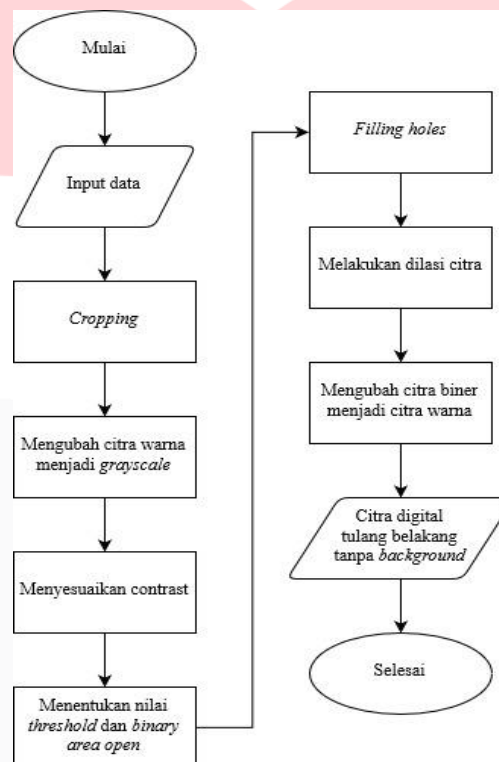 Mulai
Input data
Cropping
Mengubah citra warna
menjadi grayscale
Menyesuaikan contrast
Menentukan nilai
threshold dan binary
area open
Filling holes
Melakukan dilasi citra
Mengubah citra biner
menjadi citra warna
Citra digital
tulang belakang
tanpa background
Selesai